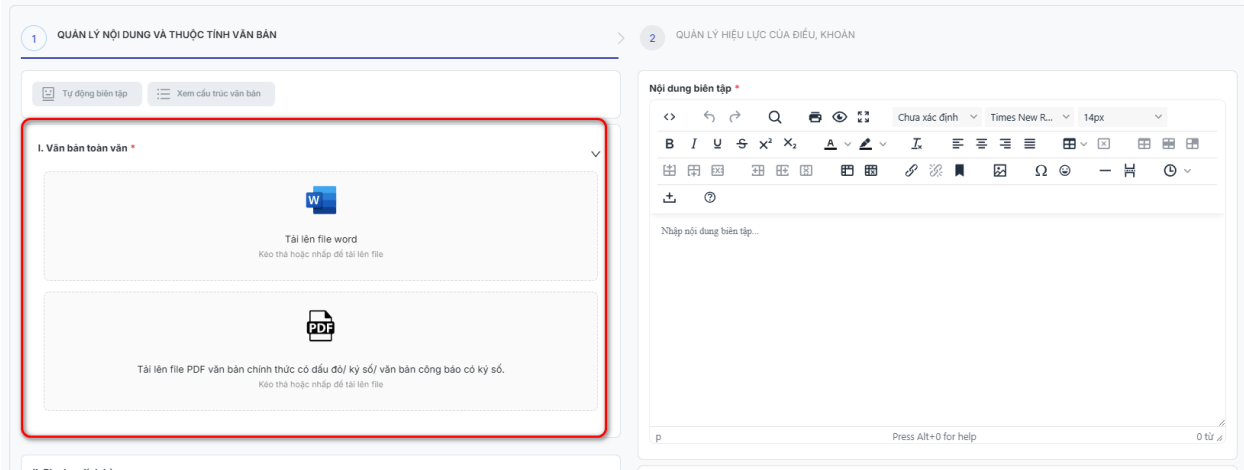 1 QUẢN LÝ NỘI DUNG VÀ THUỘC TÍNH VĂN BẢN
2 QUẢN LÝ HIỆU LỰC CỦA ĐIỀU, KHOẢN
Tự động biên tập
Xem cấu trúc văn bản
I. Văn bản toàn văn *
W
Tải lên file word
Kéo thả hoặc nhấp để tải lên file
PDF
Tải lên file PDF văn bản chính thức có dấu đỏ/ ký số/ văn bản công báo có ký số.
Kéo thả hoặc nhấp để tải lên file
Nội dung biên tập *
Chưa xác định Times New R... 14px
Nhập nội dung biên tập...
p Press Alt+0 for help 0 từ